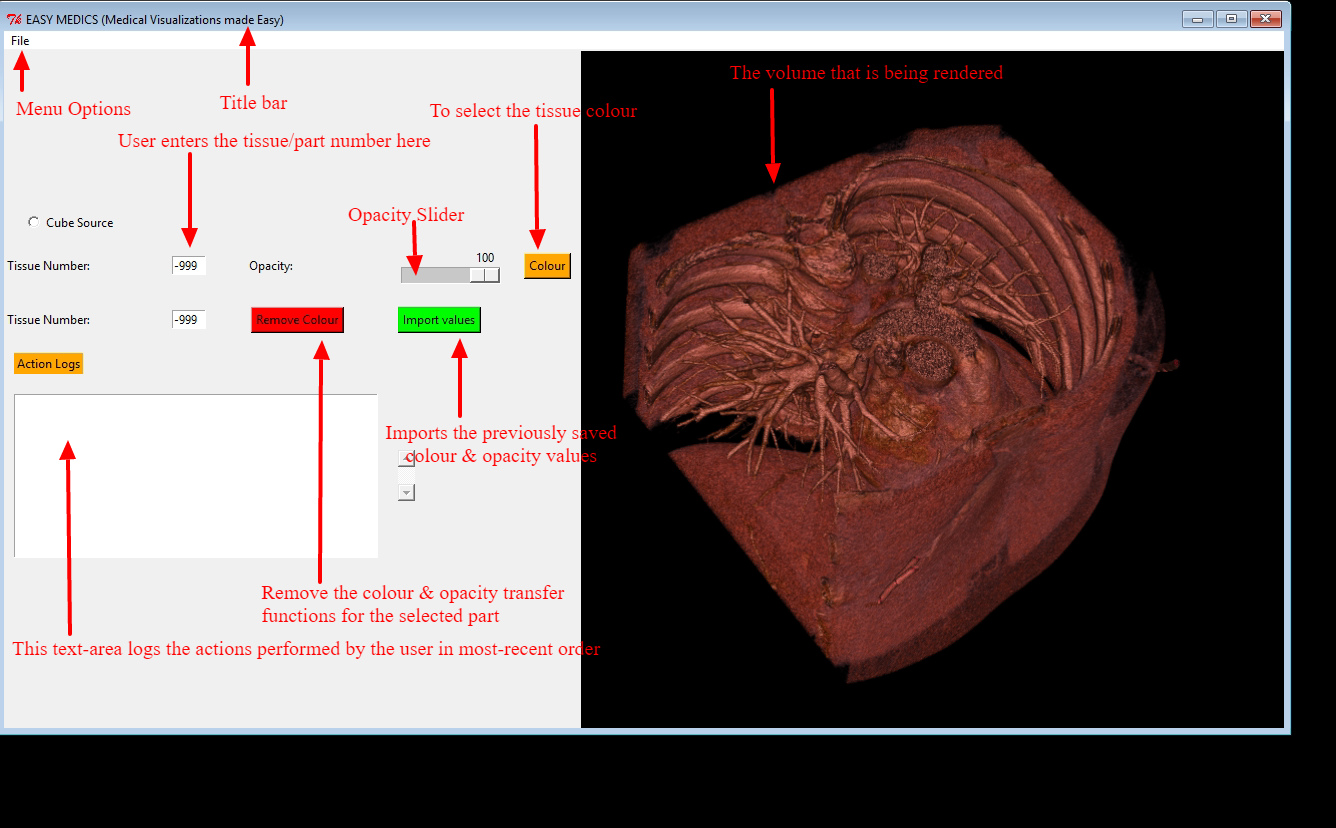 EASY MEDICS (Medical Visualizations made Easy)
File
The volume that is being rendered
Menu Options
Title bar
To select the tissue colour
User enters the tissue/part number here
Opacity Slider
Cube Source
Tissue Number:
-999
Opacity:
100
Colour
Tissue Number:
-999
Remove Colour
Import values
Action Logs
Imports the previously saved
colour & opacity values
Remove the colour & opacity transfer
functions for the selected part
This text-area logs the actions performed by the user in most-recent order